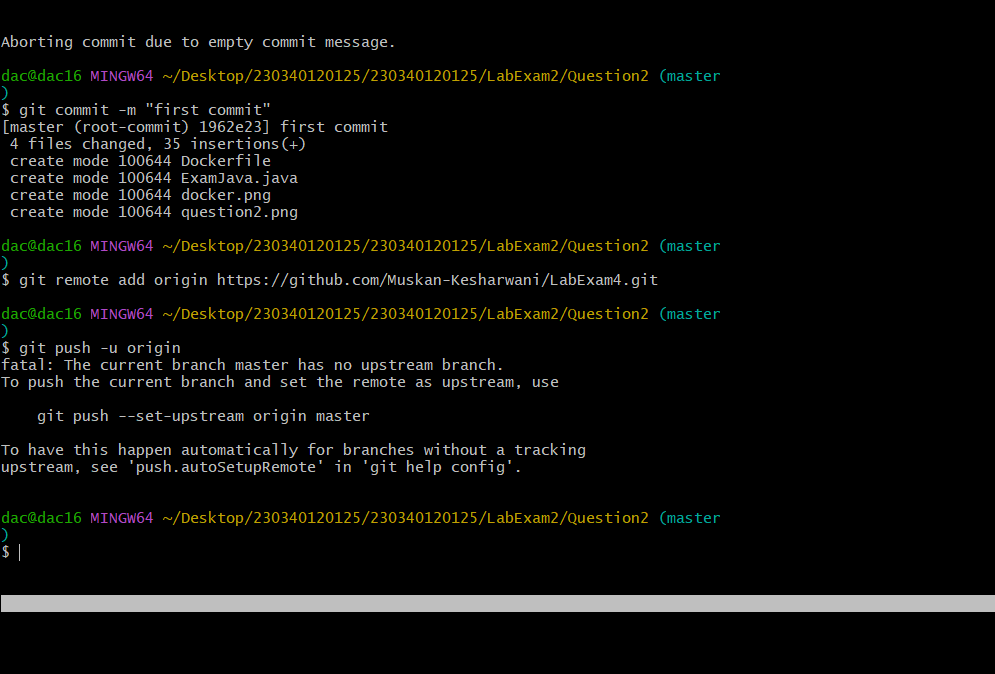 Aborting commit due to empty commit message.
dac@dac16 MINGW64 ~/Desktop/230340120125/230340120125/LabExam2/Question2 (master
)
$ git commit -m "first commit"
[master (root-commit) 1962e23] first commit
 4 files changed, 35 insertions(+)
 create mode 100644 Dockerfile
 create mode 100644 ExamJava.java
 create mode 100644 docker.png
 create mode 100644 question2.png
dac@dac16 MINGW64 ~/Desktop/230340120125/230340120125/LabExam2/Question2 (master
)
$ git remote add origin https://github.com/Muskan-Kesharwani/LabExam4.git
dac@dac16 MINGW64 ~/Desktop/230340120125/230340120125/LabExam2/Question2 (master
)
$ git push -u origin
fatal: The current branch master has no upstream branch.
To push the current branch and set the remote as upstream, use
    git push --set-upstream origin master
To have this happen automatically for branches without a tracking
upstream, see 'push.autoSetupRemote' in 'git help config'.
dac@dac16 MINGW64 ~/Desktop/230340120125/230340120125/LabExam2/Question2 (master
)
$